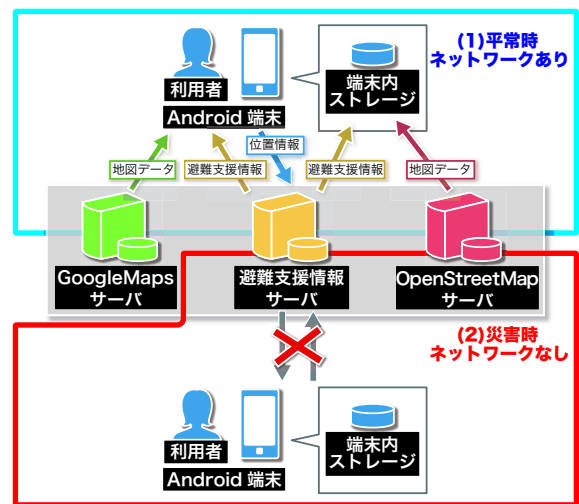 (1)平常時
ネットワークあり
利用者
Android 端末
端末内
ストレージ
位置情報
地図データ
避難支援情報
避難支援情報
地図データ
GoogleMaps
サーバ
避難支援情報
サーバ
OpenStreetMap
サーバ
(2)災害時
ネットワークなし
利用者
Android 端末
端末内
ストレージ